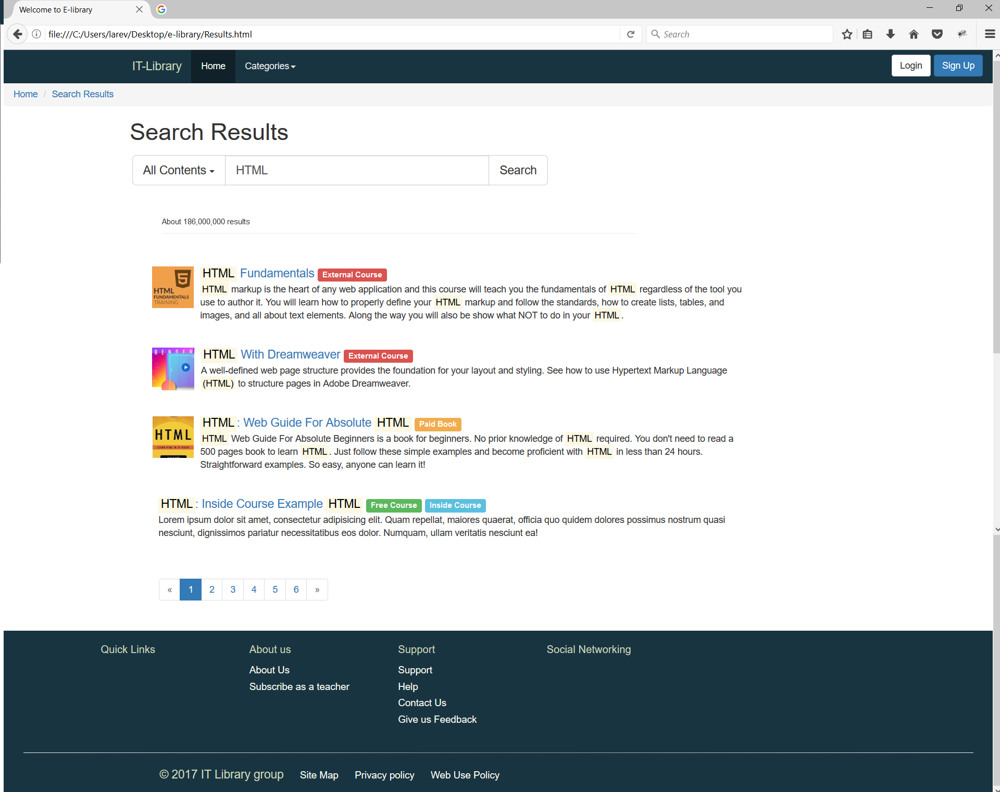 Welcome to E-library
file:///C:/Users/larev/Desktop/e-library/Results.html
Search
IT-Library Home Categories Login Sign Up
Home / Search Results
Search Results
All Contents HTML Search
About 186,000,000 results
HTML Fundamentals External Course
HTML markup is the heart of any web application and this course will teach you the fundamentals of HTML regardless of the tool you
use to author it. You will learn how to properly define your HTML markup and follow the standards, how to create lists, tables, and
images, and all about text elements. Along the way you will also be show what NOT to do in your HTML.
HTML
FUNDAMENTALS
TRAINING
RENDER
HTML With Dreamweaver External Course
A well-defined web page structure provides the foundation for your layout and styling. See how to use Hypertext Markup Language
(HTML) to structure pages in Adobe Dreamweaver.
HTML
LEARN HTML IN 24 HOURS
HTML: Web Guide For Absolute HTML Paid Book
HTML Web Guide For Absolute Beginners is a book for beginners. No prior knowledge of HTML required. You don't need to read a
500 pages book to learn HTML. Just follow these simple examples and become proficient with HTML in less than 24 hours.
Straightforward examples. So easy, anyone can learn it!
HTML: Inside Course Example HTML Free Course Inside Course
Lorem ipsum dolor sit amet, consectetur adipisicing elit. Quam repellat, maiores quaerat, officia quo quidem dolores possimus nostrum quasi
nesciunt, dignissimos pariatur necessitatibus eos dolor. Numquam, ullam veritatis nesciunt ea!
« 1 2 3 4 5 6 »
Quick Links
About us
About Us
Subscribe as a teacher
Support
Support
Help
Contact Us
Give us Feedback
Social Networking
© 2017 IT Library group Site Map Privacy policy Web Use Policy